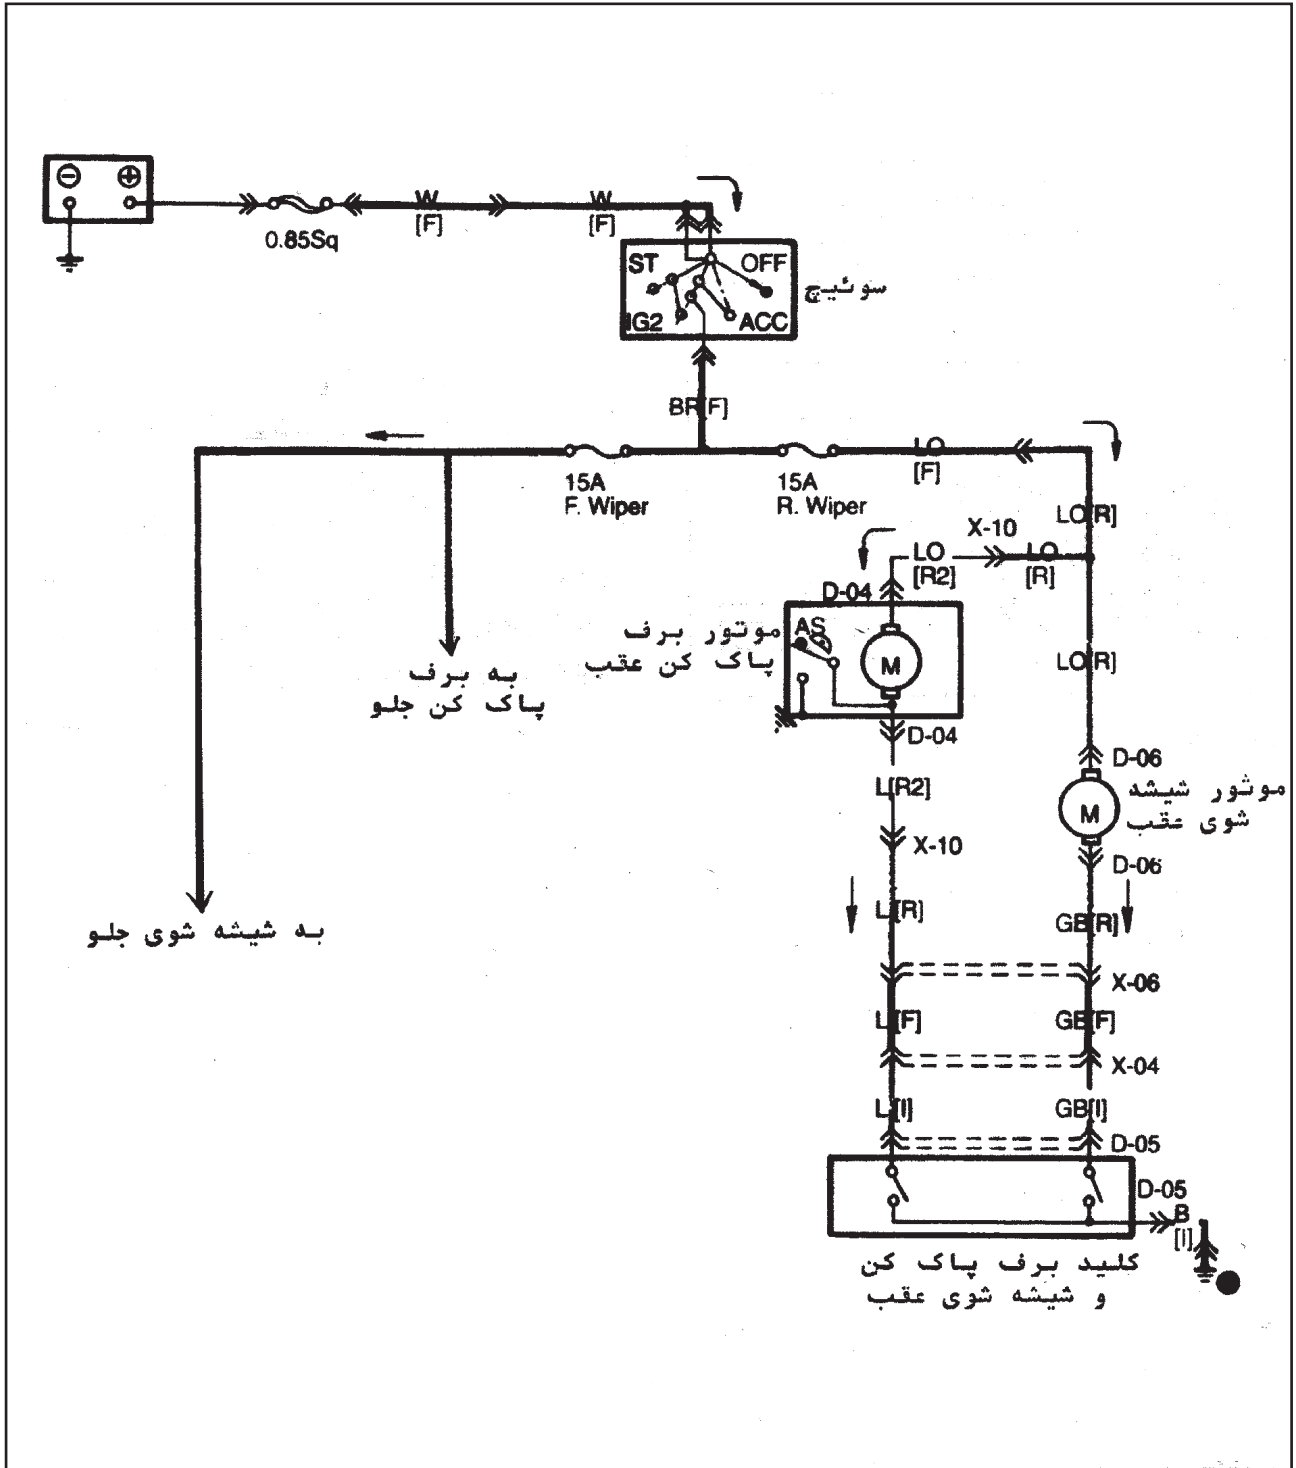 0.85Sq
W
[F]
W
[F]
ST
OFF
IG2
ACC
سوئیچ
BR[F]
15A
F. Wiper
15A
R. Wiper
LO
[F]
LO[R]
X-10
LO
[R2]
LO
[R]
D-04
AS
M
موتور برف
پاک کن عقب
به برف
پاک کن جلو
LO[R]
D-04
L[R2]
X-10
D-06
M
موتور شیشه
شوی عقب
D-06
به شیشه شوی جلو
L[R]
GB[R]
X-06
L[F]
GB[F]
X-04
L[I]
GB[I]
D-05
D-05
B
[I]
کلید برف پاک کن
و شیشه شوی عقب